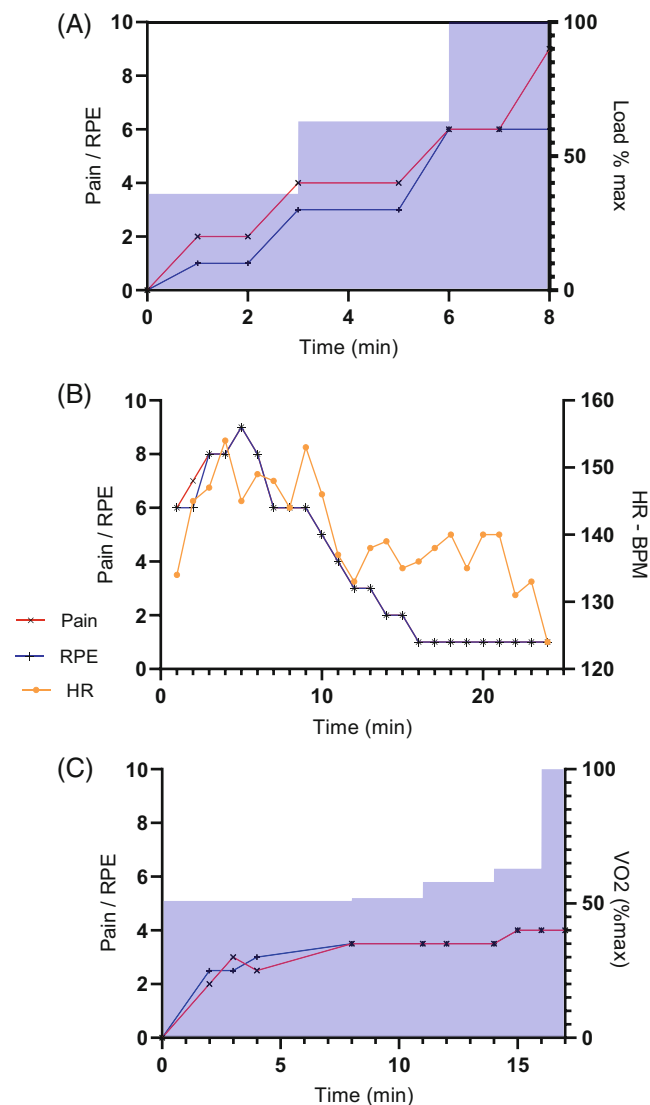 (A)
10
8
6
4
2
0
Pain / RPE
100
50
0
Load % max
0 2 4 6 8
Time (min)
(B)
10
8
6
4
2
0
Pain / RPE
160
150
140
130
120
HR - BPM
0 10 20
Time (min)
Pain
RPE
HR
(C)
10
8
6
4
2
0
Pain / RPE
100
50
0
VO2 (%max)
0 5 10 15
Time (min)